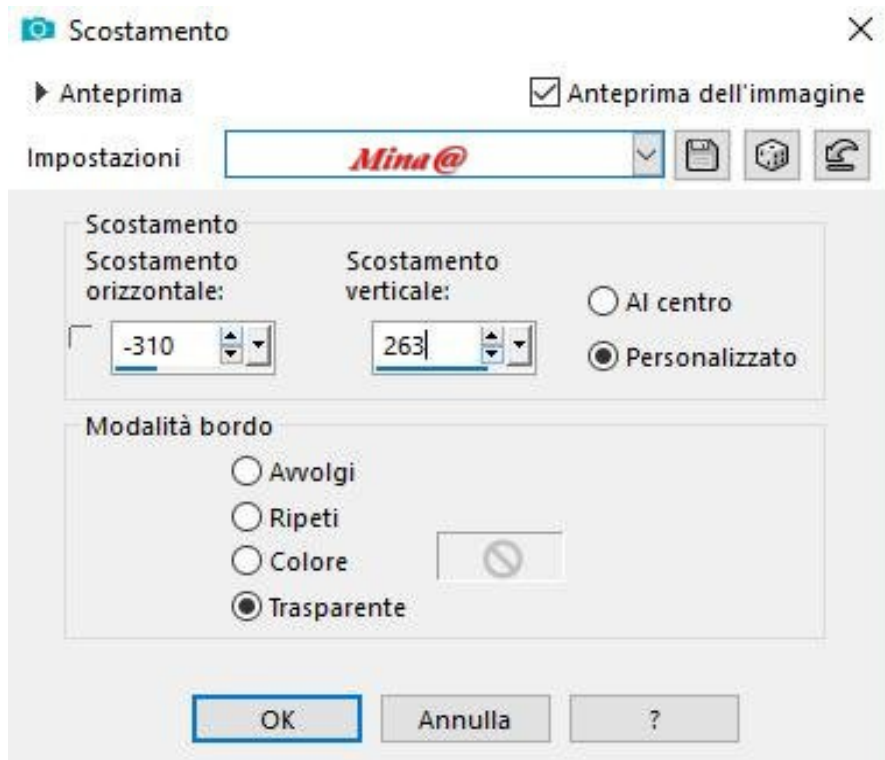 Scostamento
Anteprima
Anteprima dell'immagine
Impostazioni
Mina@
Scostamento
Scostamento orizzontale:
Scostamento verticale:
-310
263
Al centro
Personalizzato
Modalità bordo
Avvolgi
Ripeti
Colore
Trasparente
OK
Annulla
?